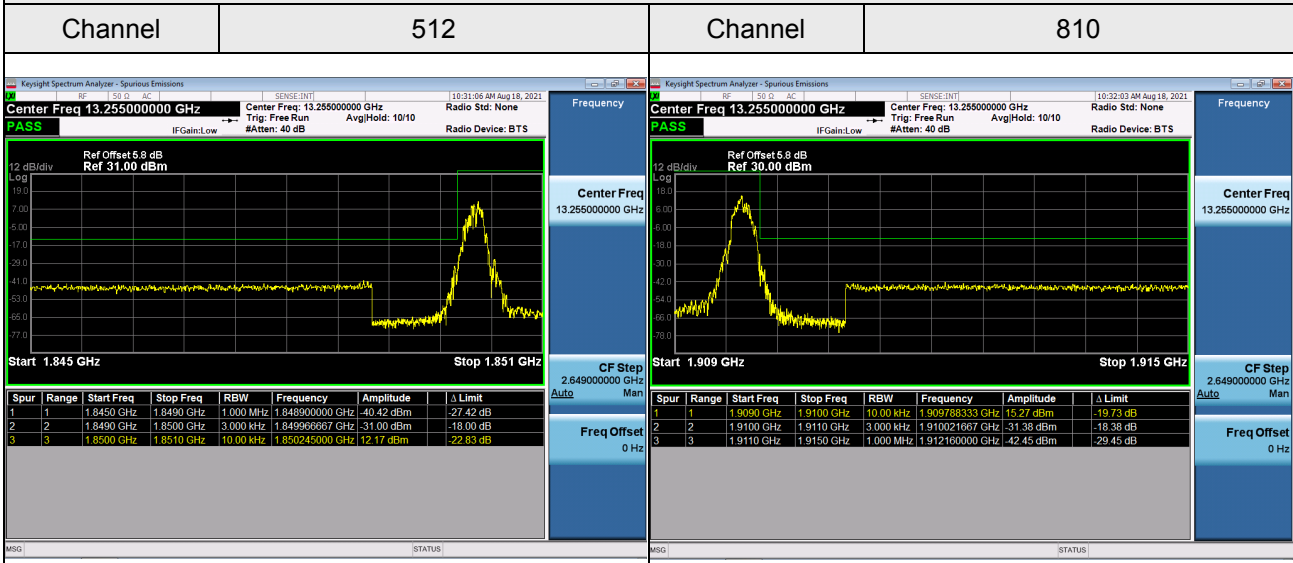 Channel 512 Channel 810
Keysight Spectrum Analyzer - Spurious Emissions
RF 50 Ω AC SENSE:INT 10:31:06 AM Aug 18, 2021
Center Freq 13.255000000 GHz Center Freq: 13.255000000 GHz Radio Std: None
Trig: Free Run Avg|Hold: 10/10
PASS IFGain:Low #Atten: 40 dB Radio Device: BTS
Ref Offset 5.8 dB
12 dB/div Ref 31.00 dBm
Log
19.0
7.00
-5.00
-17.0
-29.0
-41.0
-53.0
-65.0
-77.0
Start 1.845 GHz Stop 1.851 GHz
Spur Range Start Freq Stop Freq RBW Frequency Amplitude Δ Limit
1 1 1.8450 GHz 1.8490 GHz 1.000 MHz 1.848900000 GHz -40.42 dBm -27.42 dB
2 2 1.8490 GHz 1.8500 GHz 3.000 kHz 1.849966667 GHz -31.00 dBm -18.00 dB
3 3 1.8500 GHz 1.8510 GHz 10.00 kHz 1.850245000 GHz 12.17 dBm -22.83 dB
MSG STATUS
Frequency
Center Freq
13.255000000 GHz
CF Step
2.649000000 GHz
Auto Man
Freq Offset
0 Hz
Keysight Spectrum Analyzer - Spurious Emissions
RF 50 Ω AC SENSE:INT 10:32:03 AM Aug 18, 2021
Center Freq 13.255000000 GHz Center Freq: 13.255000000 GHz Radio Std: None
Trig: Free Run Avg|Hold: 10/10
PASS IFGain:Low #Atten: 40 dB Radio Device: BTS
Ref Offset 5.8 dB
12 dB/div Ref 30.00 dBm
Log
18.0
6.00
-6.00
-18.0
-30.0
-42.0
-54.0
-66.0
-78.0
Start 1.909 GHz Stop 1.915 GHz
Spur Range Start Freq Stop Freq RBW Frequency Amplitude Δ Limit
1 1 1.9090 GHz 1.9100 GHz 10.00 kHz 1.909788333 GHz 15.27 dBm -19.73 dB
2 2 1.9100 GHz 1.9110 GHz 3.000 kHz 1.910021667 GHz -31.38 dBm -18.38 dB
3 3 1.9110 GHz 1.9150 GHz 1.000 MHz 1.912160000 GHz -42.45 dBm -29.45 dB
MSG STATUS
Frequency
Center Freq
13.255000000 GHz
CF Step
2.649000000 GHz
Auto Man
Freq Offset
0 Hz